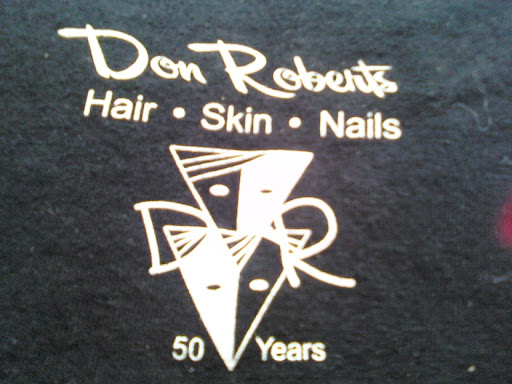 Don Roberts
Hair • Skin • Nails
D R
50 Years